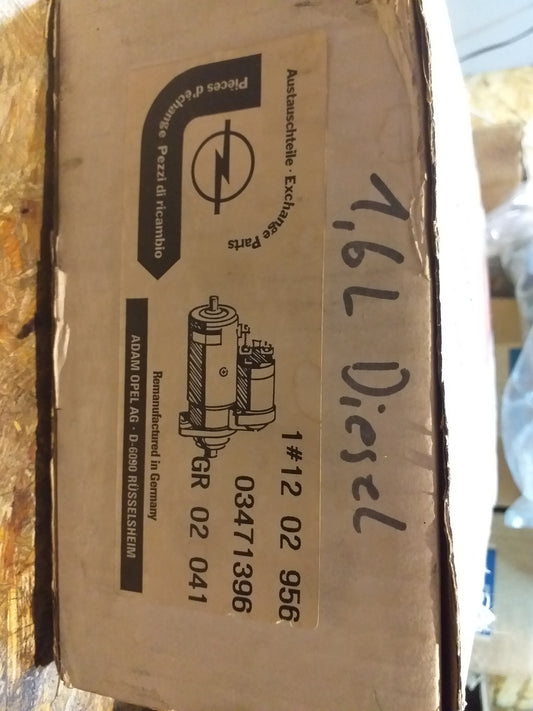 1,6L Diesel
Austauschteile · Exchange Parts
Pièces d'échange Pezzi di ricambio
1#12 02 956
03471396
GR 02 041
Remanufactured in Germany
ADAM OPEL AG · D-6090 RÜSSELSHEIM